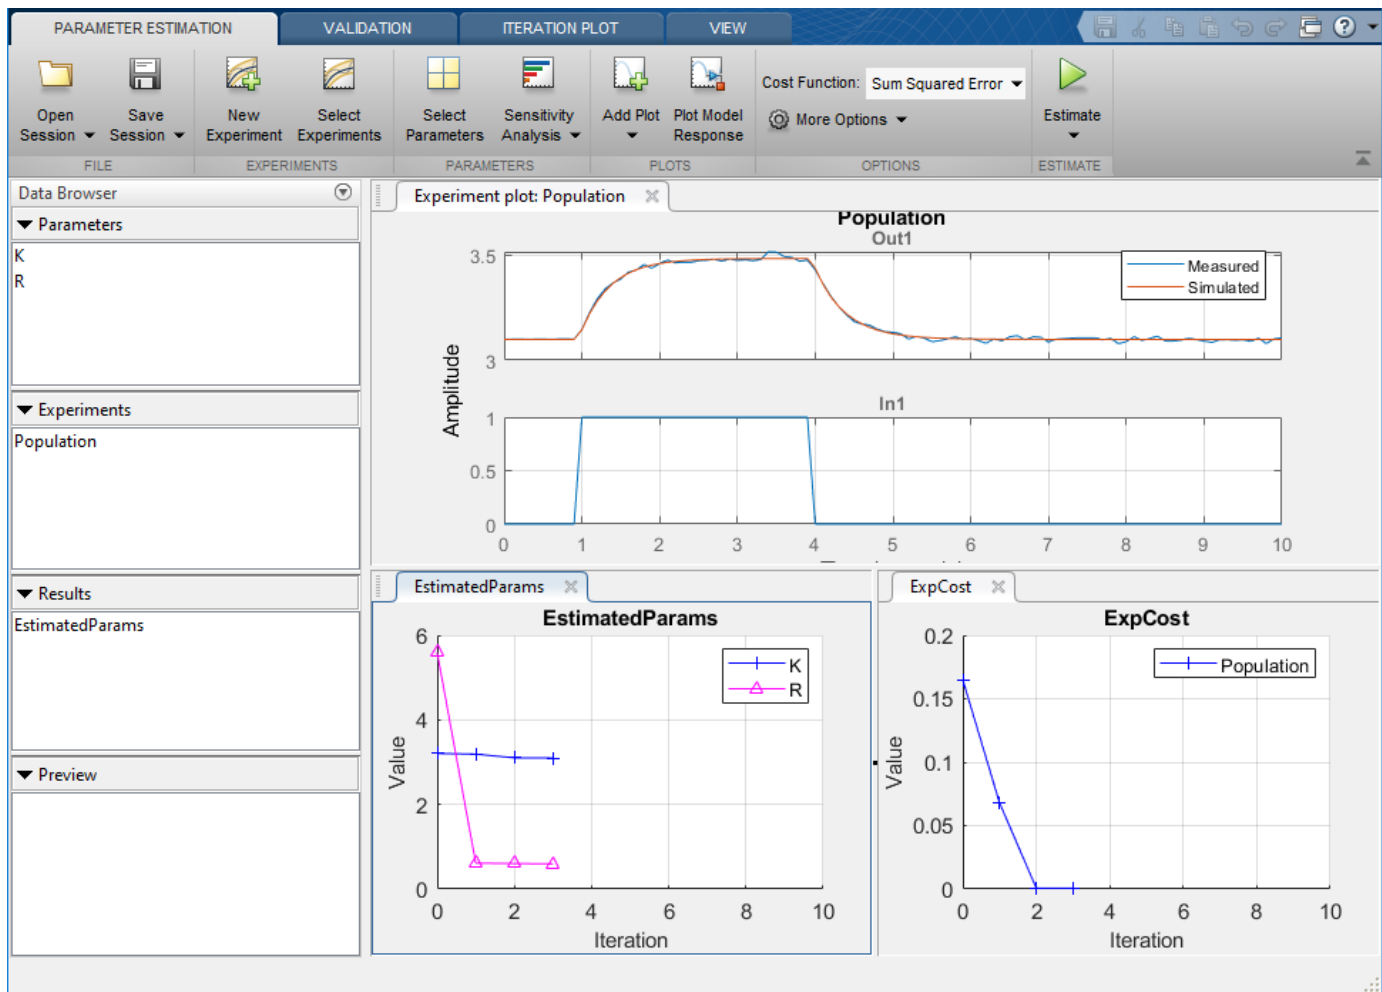 PARAMETER ESTIMATION VALIDATION ITERATION PLOT VIEW
Open Session
Save Session
New Experiment
Select Experiments
Select Parameters
Sensitivity Analysis
Add Plot
Plot Model Response
Cost Function: Sum Squared Error
More Options
Estimate
FILE EXPERIMENTS PARAMETERS PLOTS OPTIONS ESTIMATE
Data Browser
Parameters
K
R
Experiments
Population
Results
EstimatedParams
Preview
Experiment plot: Population
Population
Out1
3.5
3
Measured
Simulated
Amplitude
In1
1
0.5
0
0 1 2 3 4 5 6 7 8 9 10
EstimatedParams
EstimatedParams
6
4
2
0
K
R
Value
0 2 4 6 8 10
Iteration
ExpCost
ExpCost
0.2
0.15
0.1
0.05
0
Population
Value
0 2 4 6 8 10
Iteration